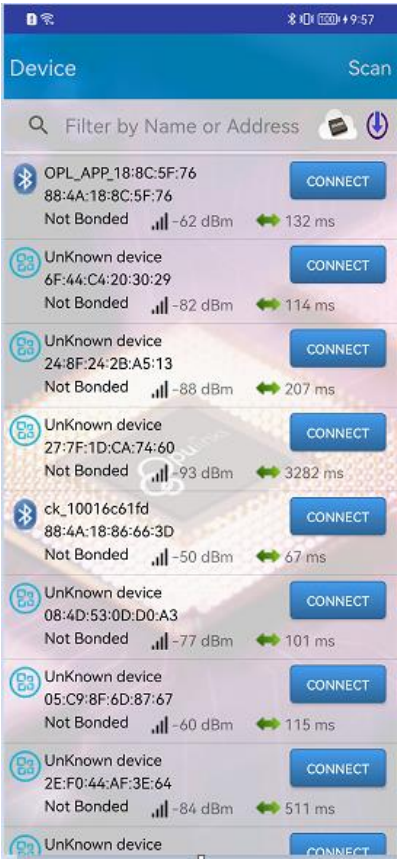 100 9:57
Device Scan
Filter by Name or Address
OPL_APP_18:8C:5F:76
88:4A:18:8C:5F:76
CONNECT
Not Bonded -62 dBm 132 ms
UnKnown device
6F:44:C4:20:30:29
CONNECT
Not Bonded -82 dBm 114 ms
UnKnown device
24:8F:24:2B:A5:13
CONNECT
Not Bonded -88 dBm 207 ms
UnKnown device
27:7F:1D:CA:74:60
CONNECT
Not Bonded -93 dBm 3282 ms
ck_10016c61fd
88:4A:18:86:66:3D
CONNECT
Not Bonded -50 dBm 67 ms
UnKnown device
08:4D:53:0D:D0:A3
CONNECT
Not Bonded -77 dBm 101 ms
UnKnown device
05:C9:8F:6D:87:67
CONNECT
Not Bonded -60 dBm 115 ms
UnKnown device
2E:F0:44:AF:3E:64
CONNECT
Not Bonded -84 dBm 511 ms
UnKnown device
CONNECT